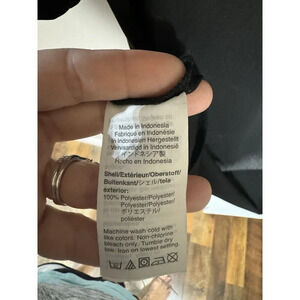 Made in Indonesia
Fabriqué en Indonésie
In Indonesien Hergestellt
Vervaardigd in Indonesië
インドネシア製
Hecho en Indonesia
Shell/Extérieur/Oberstoff/
Buitenkant/シェル/tela
exterior:
100% Polyester/Polyester/
Polyester/Polyester/
ポリエステル/
poliéster
Machine wash cold with
like colors. Non-chlorine
bleach only. Tumble dry
low. Iron on lowest setting